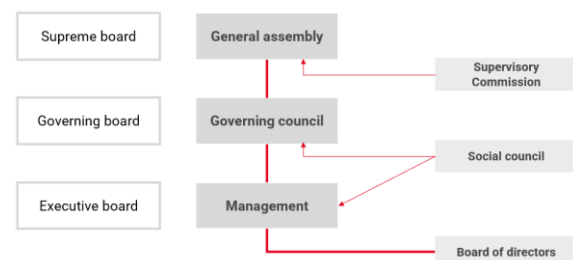 Supreme board
General assembly
Supervisory
Commission
Governing board
Governing council
Social council
Executive board
Management
Board of directors